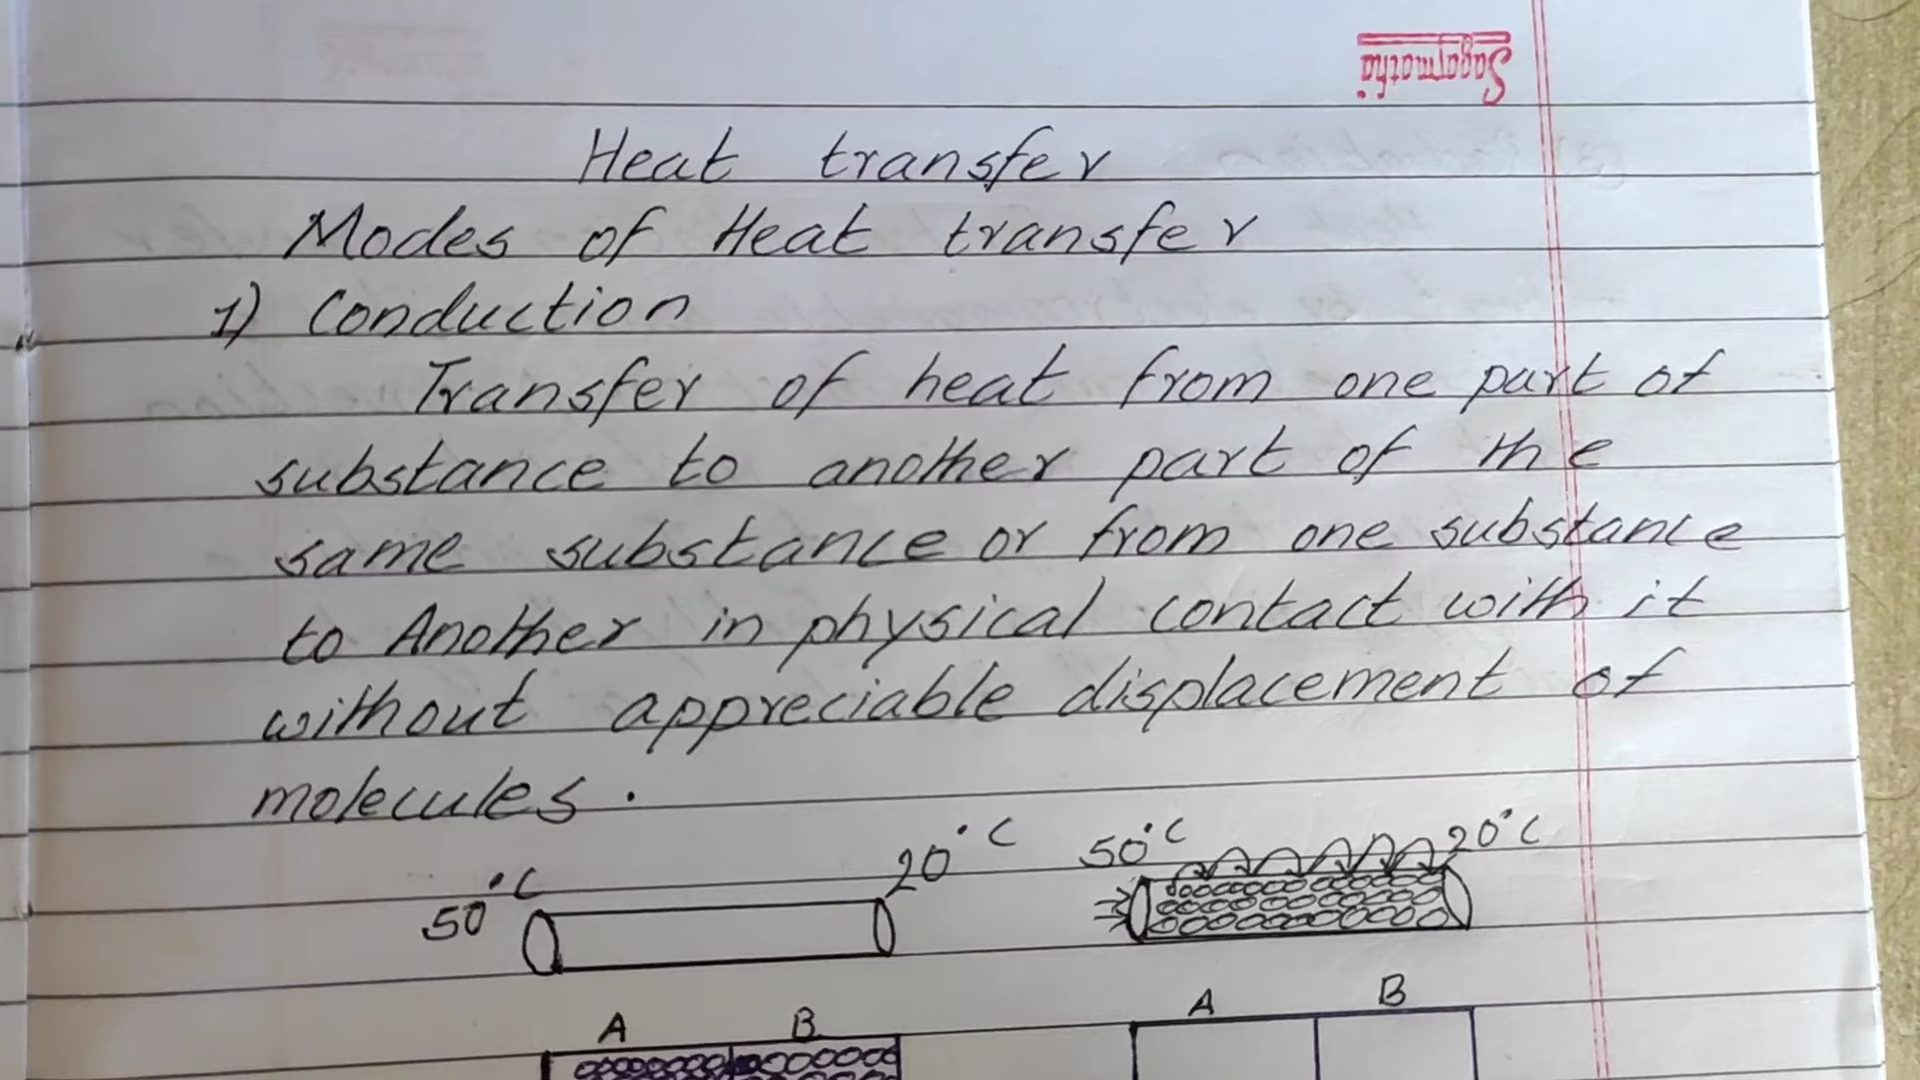 Sagarmatha
Heat transfer
Modes of Heat transfer
1) Conduction
Transfer of heat from one part of
substance to another part of the
same substance or from one substance
to Another in physical contact with it
without appreciable displacement of
molecules.
50°C 20°C 50°C 20°C
A B A B